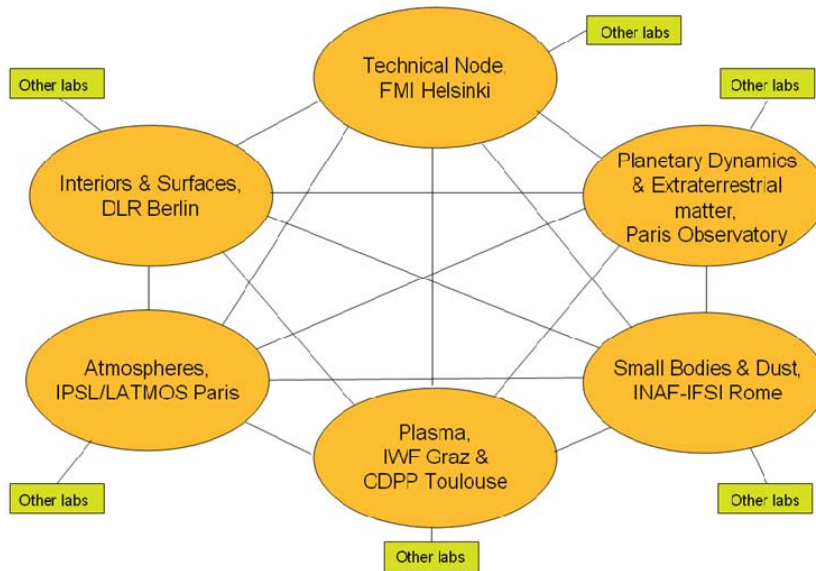 Other labs
Technical Node,
FMI Helsinki
Other labs
Other labs
Interiors & Surfaces,
DLR Berlin
Planetary Dynamics
& Extraterrestrial
matter,
Paris Observatory
Atmospheres,
IPSL/LATMOS Paris
Small Bodies & Dust,
INAF-IFSI Rome
Plasma,
IWF Graz &
CDPP Toulouse
Other labs
Other labs
Other labs